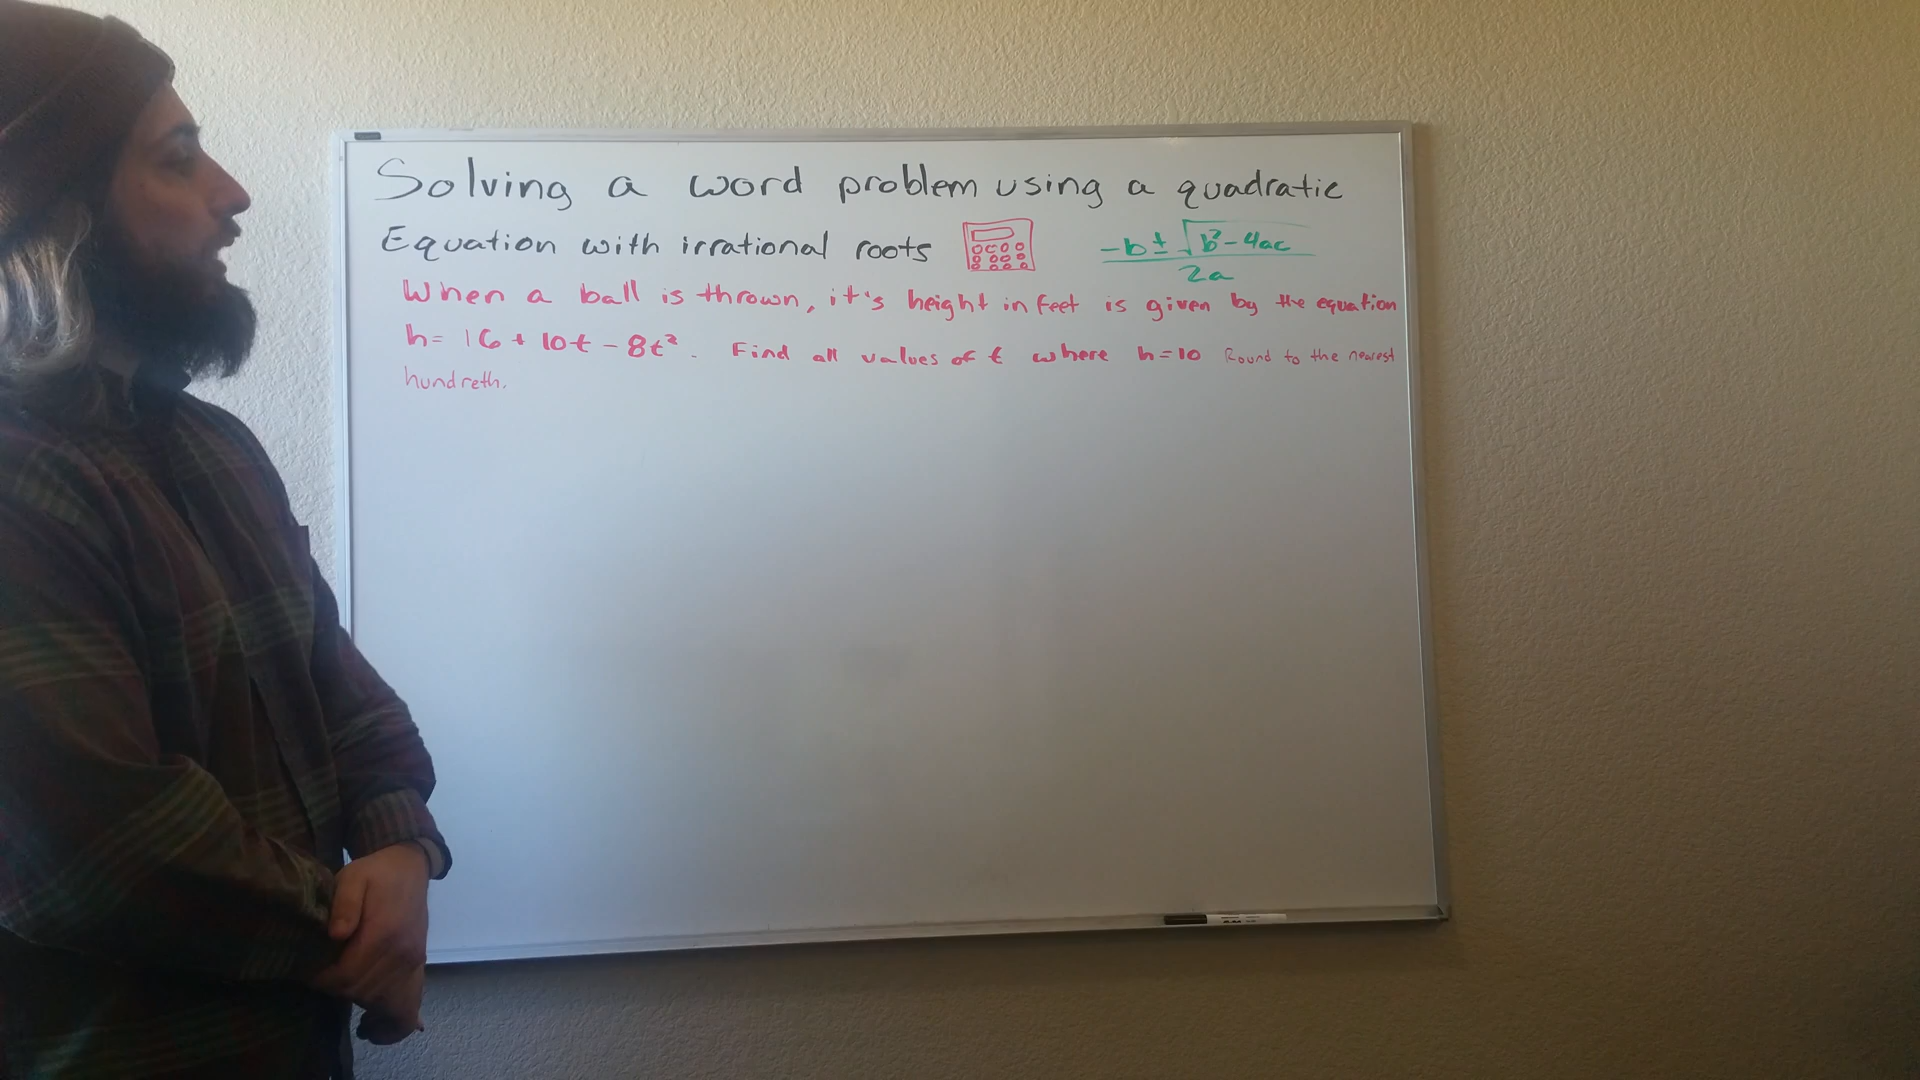 Solving a word problem using a quadratic
Equation with irrational roots
-b ± √b²-4ac
2a
When a ball is thrown, it's height in feet is given by the equation
h= 16 + 10t - 8t². Find all values of t where h=10 Round to the nearest
hundreth.